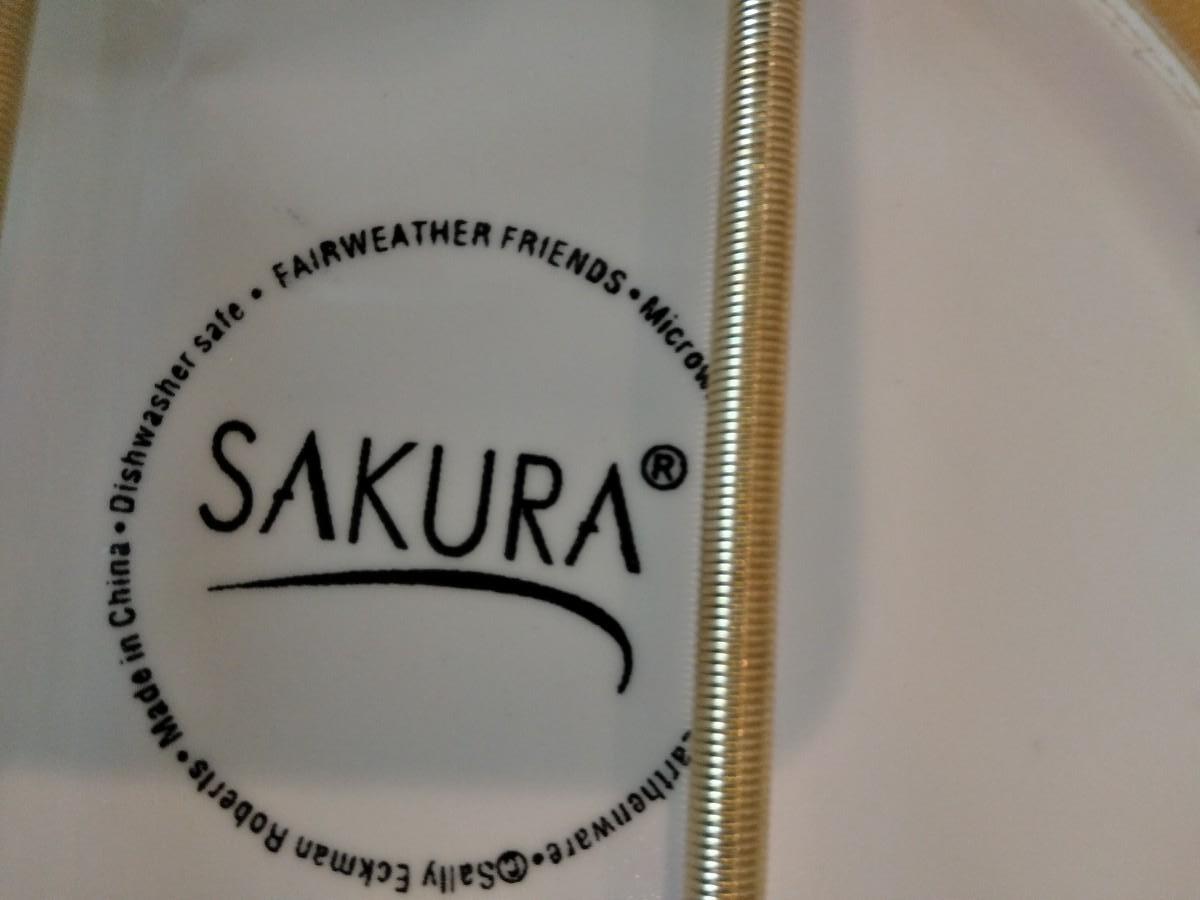 FAIRWEATHER FRIENDS • Microw
arthenware • ©Sally Eckman Roberts • Made in China • Dishwasher safe •
SAKURA®